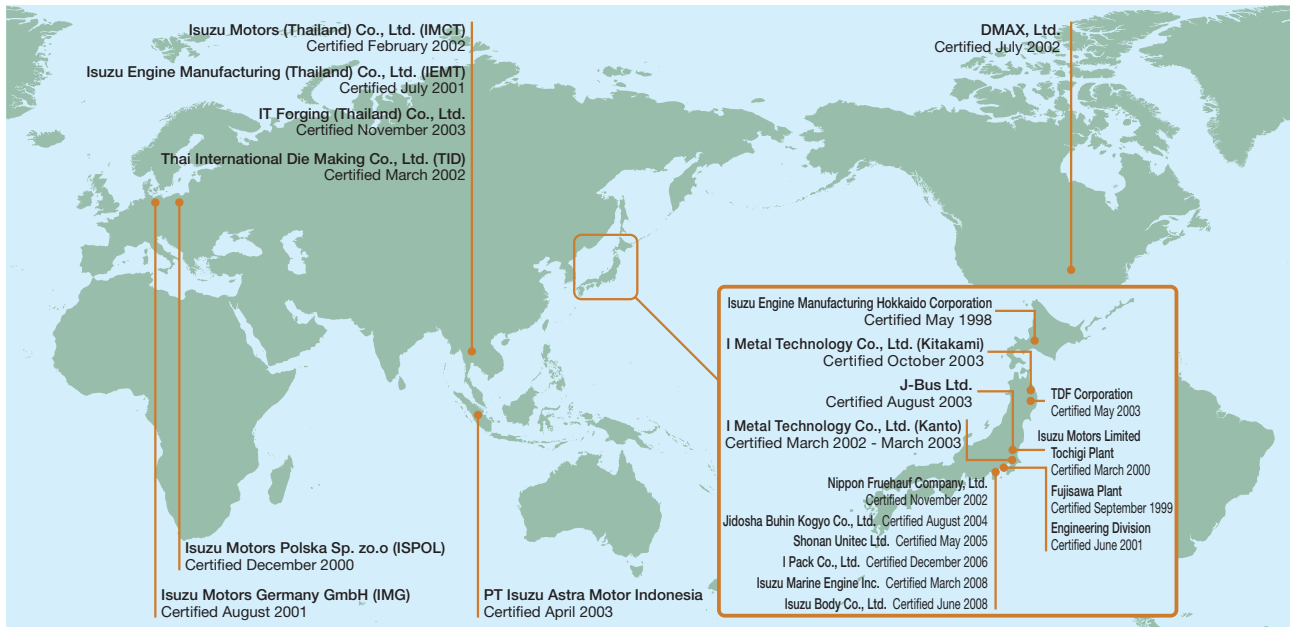 Isuzu Motors (Thailand) Co., Ltd. (IMCT)
Certified February 2002
Isuzu Engine Manufacturing (Thailand) Co., Ltd. (IEMT)
Certified July 2001
IT Forging (Thailand) Co., Ltd.
Certified November 2003
Thai International Die Making Co., Ltd. (TID)
Certified March 2002
DMAX, Ltd.
Certified July 2002
Isuzu Engine Manufacturing Hokkaido Corporation
Certified May 1998
I Metal Technology Co., Ltd. (Kitakami)
Certified October 2003
J-Bus Ltd.
Certified August 2003
I Metal Technology Co., Ltd. (Kanto)
Certified March 2002 - March 2003
Nippon Fruehauf Company, Ltd.
Certified November 2002
Jidosha Buhin Kogyo Co., Ltd. Certified August 2004
Shonan Unitec Ltd. Certified May 2005
I Pack Co., Ltd. Certified December 2006
Isuzu Marine Engine Inc. Certified March 2008
Isuzu Body Co., Ltd. Certified June 2008
TDF Corporation
Certified May 2003
Isuzu Motors Limited
Tochigi Plant
Certified March 2000
Fujisawa Plant
Certified September 1999
Engineering Division
Certified June 2001
Isuzu Motors Polska Sp. zo.o (ISPOL)
Certified December 2000
Isuzu Motors Germany GmbH (IMG)
Certified August 2001
PT Isuzu Astra Motor Indonesia
Certified April 2003